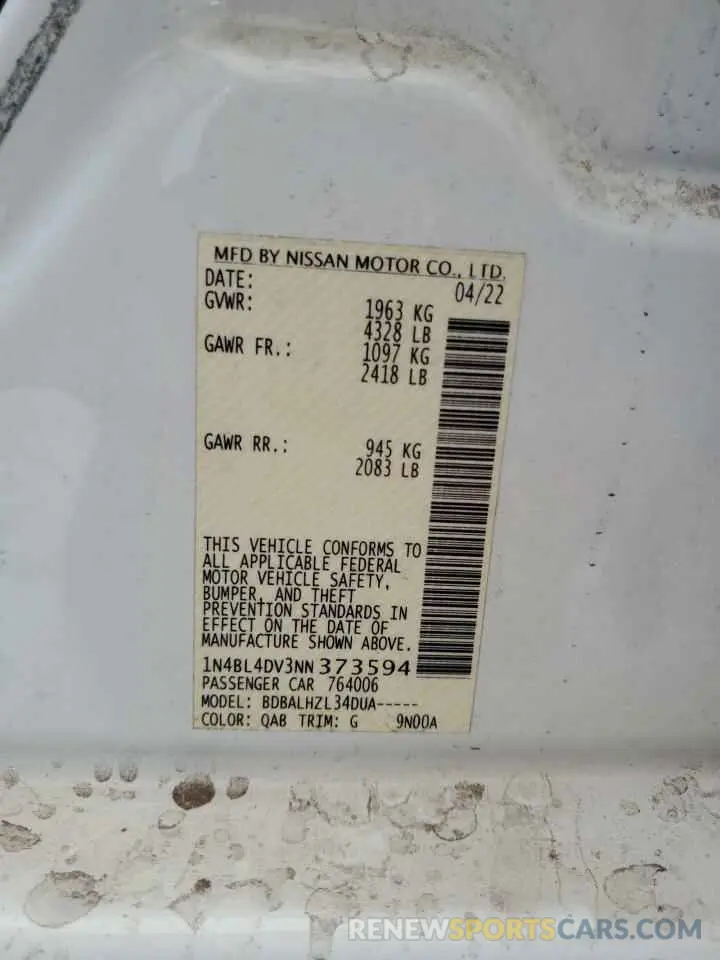 MFD BY NISSAN MOTOR CO., LTD.
DATE: 04/22
GVWR: 1963 KG
4328 LB
GAWR FR.: 1097 KG
2418 LB
GAWR RR.: 945 KG
2083 LB
THIS VEHICLE CONFORMS TO
ALL APPLICABLE FEDERAL
MOTOR VEHICLE SAFETY,
BUMPER, AND THEFT
PREVENTION STANDARDS IN
EFFECT ON THE DATE OF
MANUFACTURE SHOWN ABOVE.
1N4BL4DV3NN373594
PASSENGER CAR 764006
MODEL: BDBALHZL34DUA-----
COLOR: QAB TRIM: G 9N00A
RENEWSPORTSCARS.COM